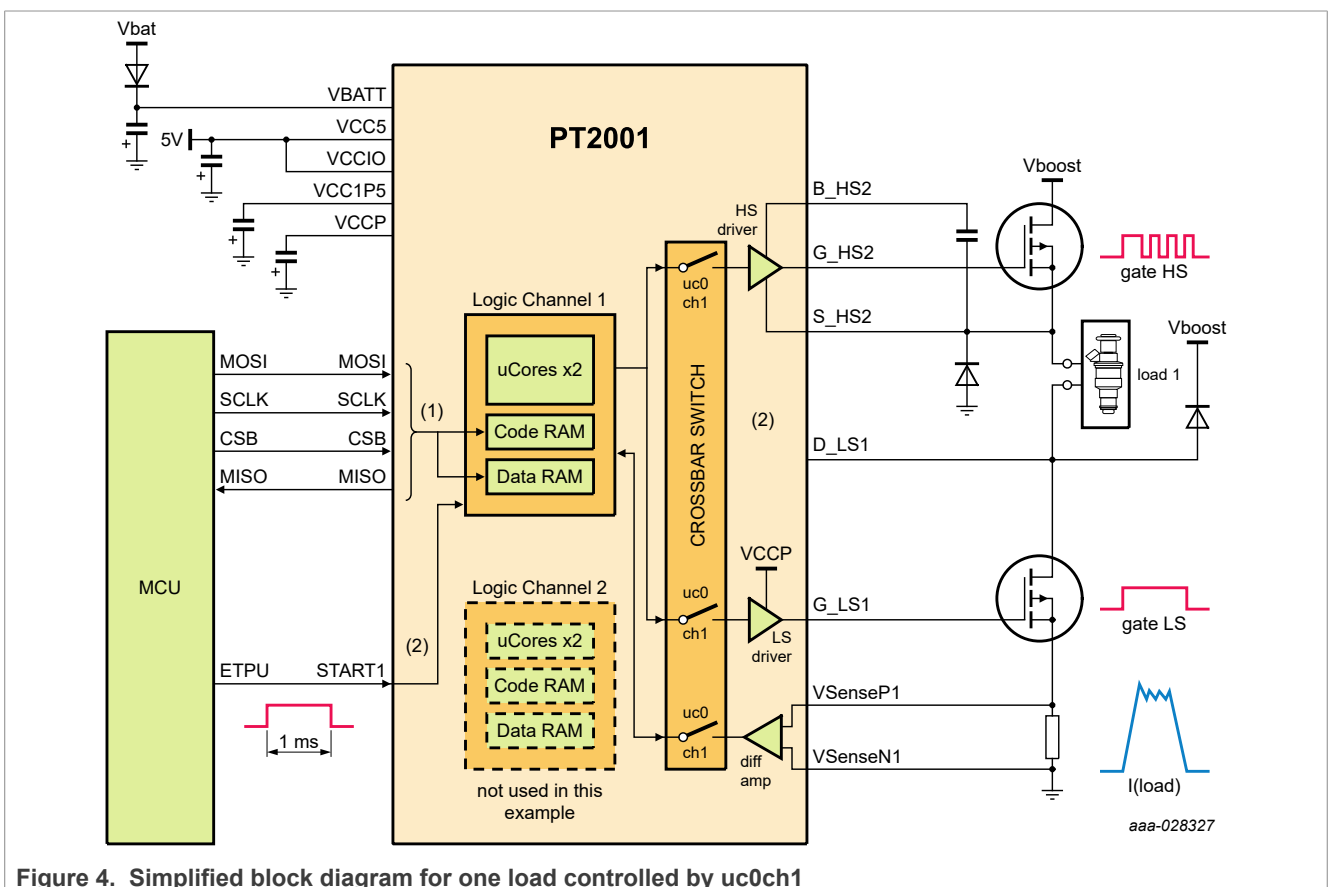 Vbat
VBATT
VCC5
5V
VCCIO
VCC1P5
VCCP
PT2001
MCU
MOSI MOSI
SCLK SCLK
CSB CSB
MISO MISO
(1)
ETPU START1
(2)
1 ms
Logic Channel 1
uCores x2
Code RAM
Data RAM
Logic Channel 2
uCores x2
Code RAM
Data RAM
not used in this
example
CROSSBAR SWITCH
uc0
ch1
HS
driver
(2)
uc0
ch1
VCCP
LS
driver
uc0
ch1
diff
amp
B_HS2
G_HS2
S_HS2
D_LS1
G_LS1
VSenseP1
VSenseN1
Vboost
gate HS
Vboost
load 1
gate LS
I(load)
aaa-028327
Figure 4. Simplified block diagram for one load controlled by uc0ch1